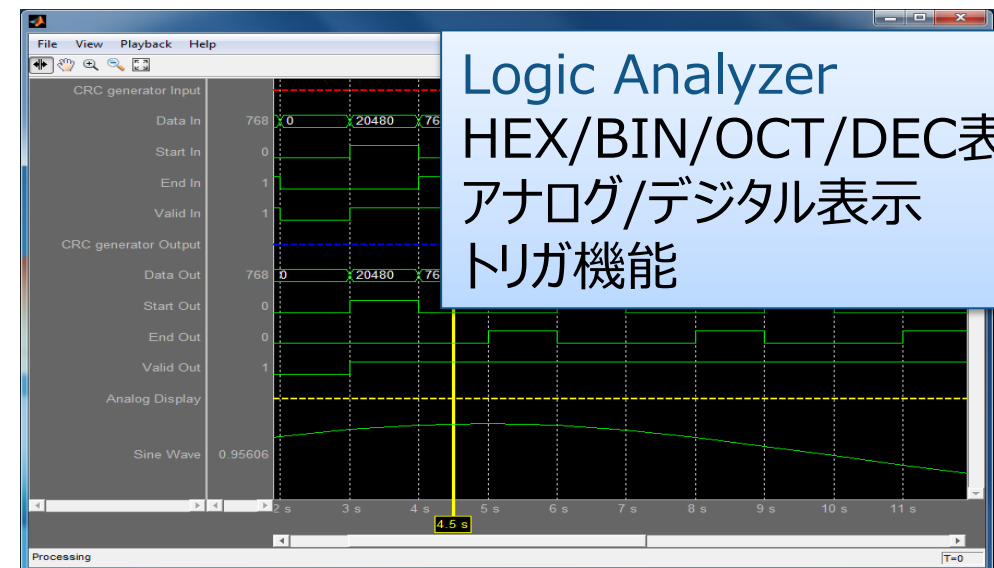 File View Playback Help
Logic Analyzer
HEX/BIN/OCT/DEC表
アナログ/デジタル表示
トリガ機能
CRC generator Input
Data In 768 0 20480 76
Start In 0
End In 1
Valid In 1
CRC generator Output
Data Out 768 0 20480 76
Start Out 0
End Out 0
Valid Out 1
Analog Display
Sine Wave 0.95606
2 s 3 s 4 s 5 s 6 s 7 s 8 s 9 s 10 s 11 s
4.5 s
Processing T=0